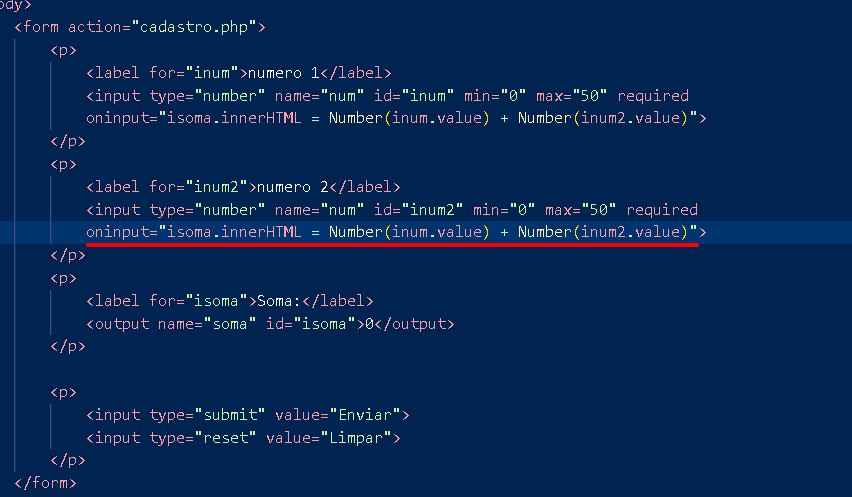 ody>
<form action="cadastro.php">
<p>
<label for="inum">numero 1</label>
<input type="number" name="num" id="inum" min="0" max="50" required
oninput="isoma.innerHTML = Number(inum.value) + Number(inum2.value)">
</p>
<p>
<label for="inum2">numero 2</label>
<input type="number" name="num" id="inum2" min="0" max="50" required
oninput="isoma.innerHTML = Number(inum.value) + Number(inum2.value)">
</p>
<p>
<label for="isoma">Soma:</label>
<output name="soma" id="isoma">0</output>
</p>
<p>
<input type="submit" value="Enviar">
<input type="reset" value="Limpar">
</p>
</form>